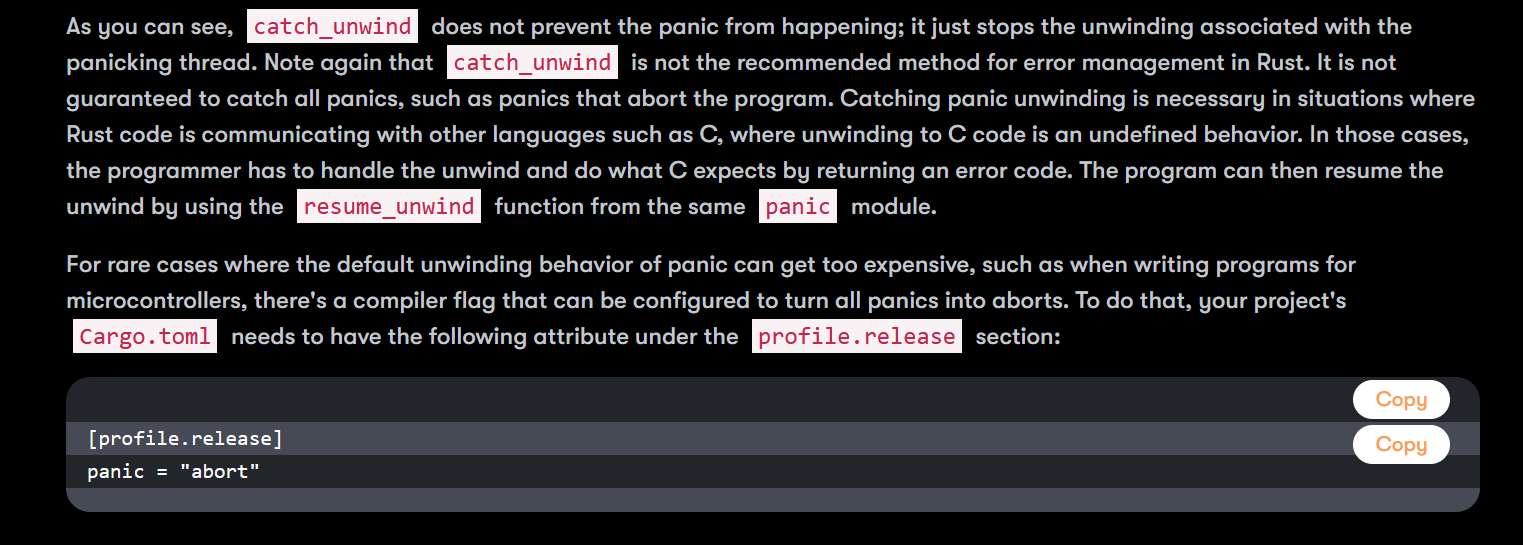 As you can see, catch_unwind does not prevent the panic from happening; it just stops the unwinding associated with the
panicking thread. Note again that catch_unwind is not the recommended method for error management in Rust. It is not
guaranteed to catch all panics, such as panics that abort the program. Catching panic unwinding is necessary in situations where
Rust code is communicating with other languages such as C, where unwinding to C code is an undefined behavior. In those cases,
the programmer has to handle the unwind and do what C expects by returning an error code. The program can then resume the
unwind by using the resume_unwind function from the same panic module.
For rare cases where the default unwinding behavior of panic can get too expensive, such as when writing programs for
microcontrollers, there's a compiler flag that can be configured to turn all panics into aborts. To do that, your project's
Cargo.toml needs to have the following attribute under the profile.release section:
Copy
[profile.release]
Copy
panic = "abort"